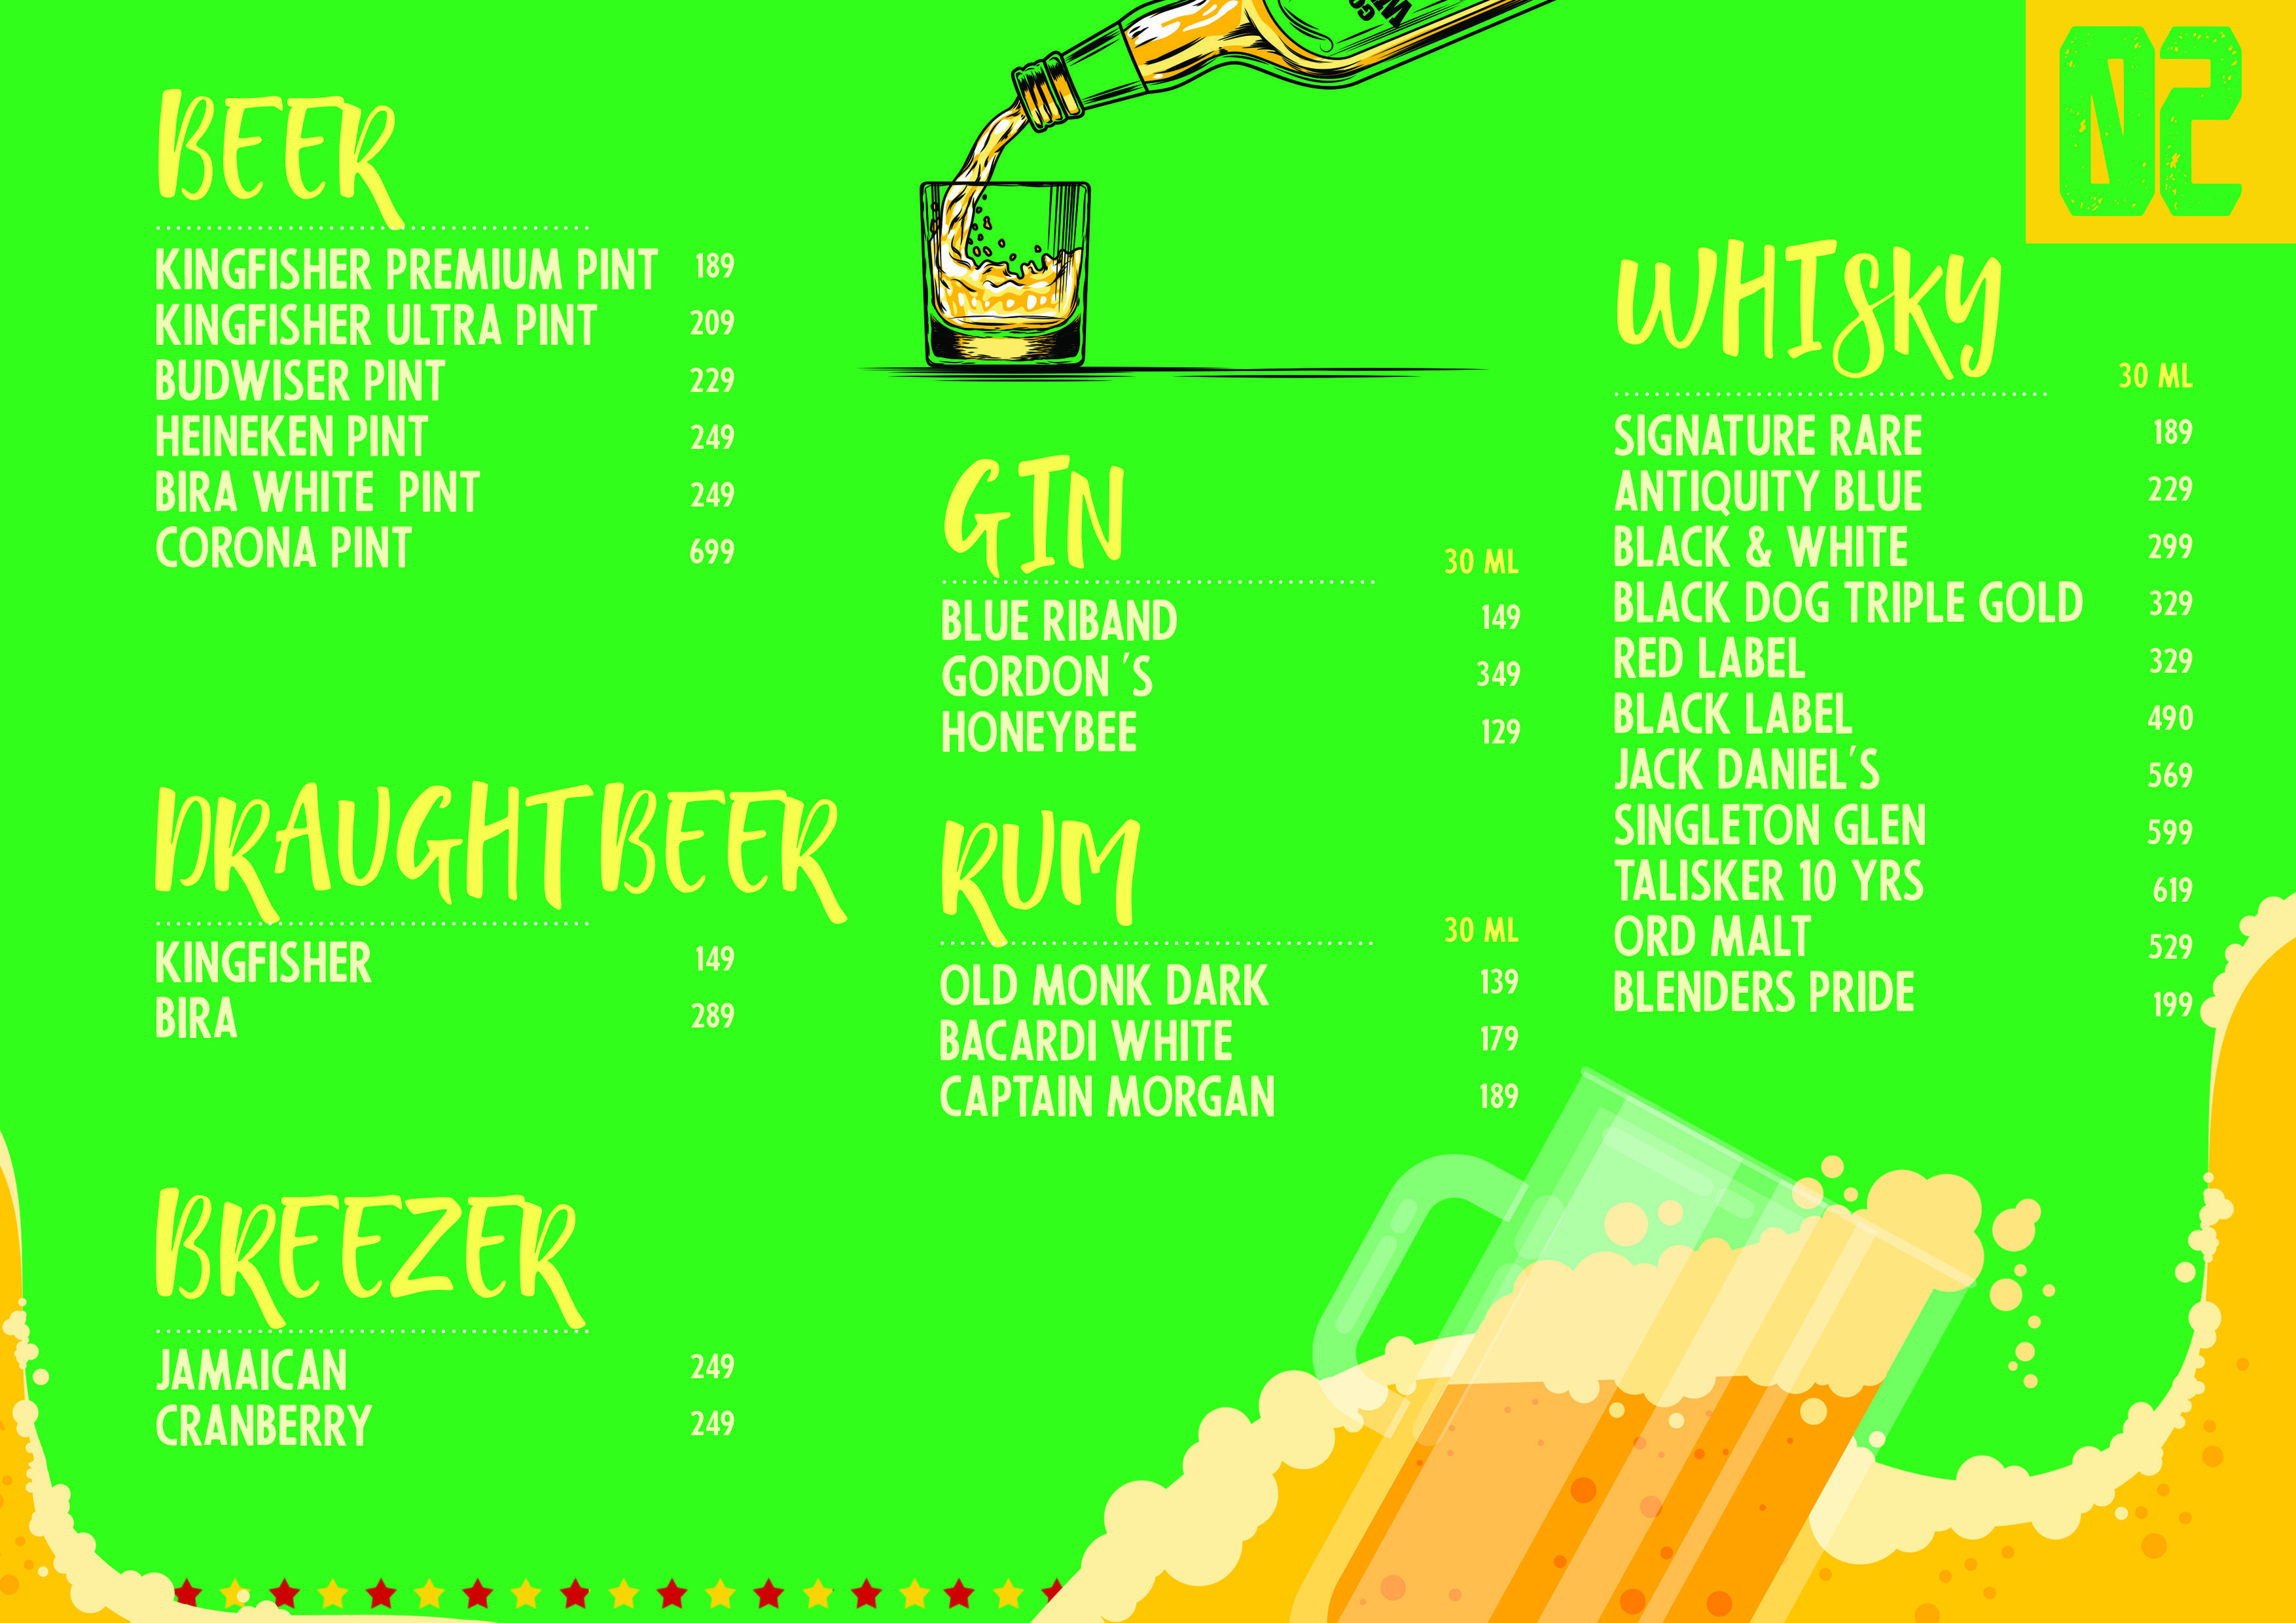 02
BEER
KINGFISHER PREMIUM PINT 189
KINGFISHER ULTRA PINT 209
BUDWISER PINT 229
HEINEKEN PINT 249
BIRA WHITE PINT 249
CORONA PINT 699
DRAUGHT BEER
KINGFISHER 149
BIRA 289
BREEZER
JAMAICAN 249
CRANBERRY 249
GIN 30 ML
BLUE RIBAND 149
GORDON 'S 349
HONEYBEE 129
RUM 30 ML
OLD MONK DARK 139
BACARDI WHITE 179
CAPTAIN MORGAN 189
WHISKY 30 ML
SIGNATURE RARE 189
ANTIQUITY BLUE 229
BLACK & WHITE 299
BLACK DOG TRIPLE GOLD 329
RED LABEL 329
BLACK LABEL 490
JACK DANIEL'S 569
SINGLETON GLEN 599
TALISKER 10 YRS 619
ORD MALT 529
BLENDERS PRIDE 199